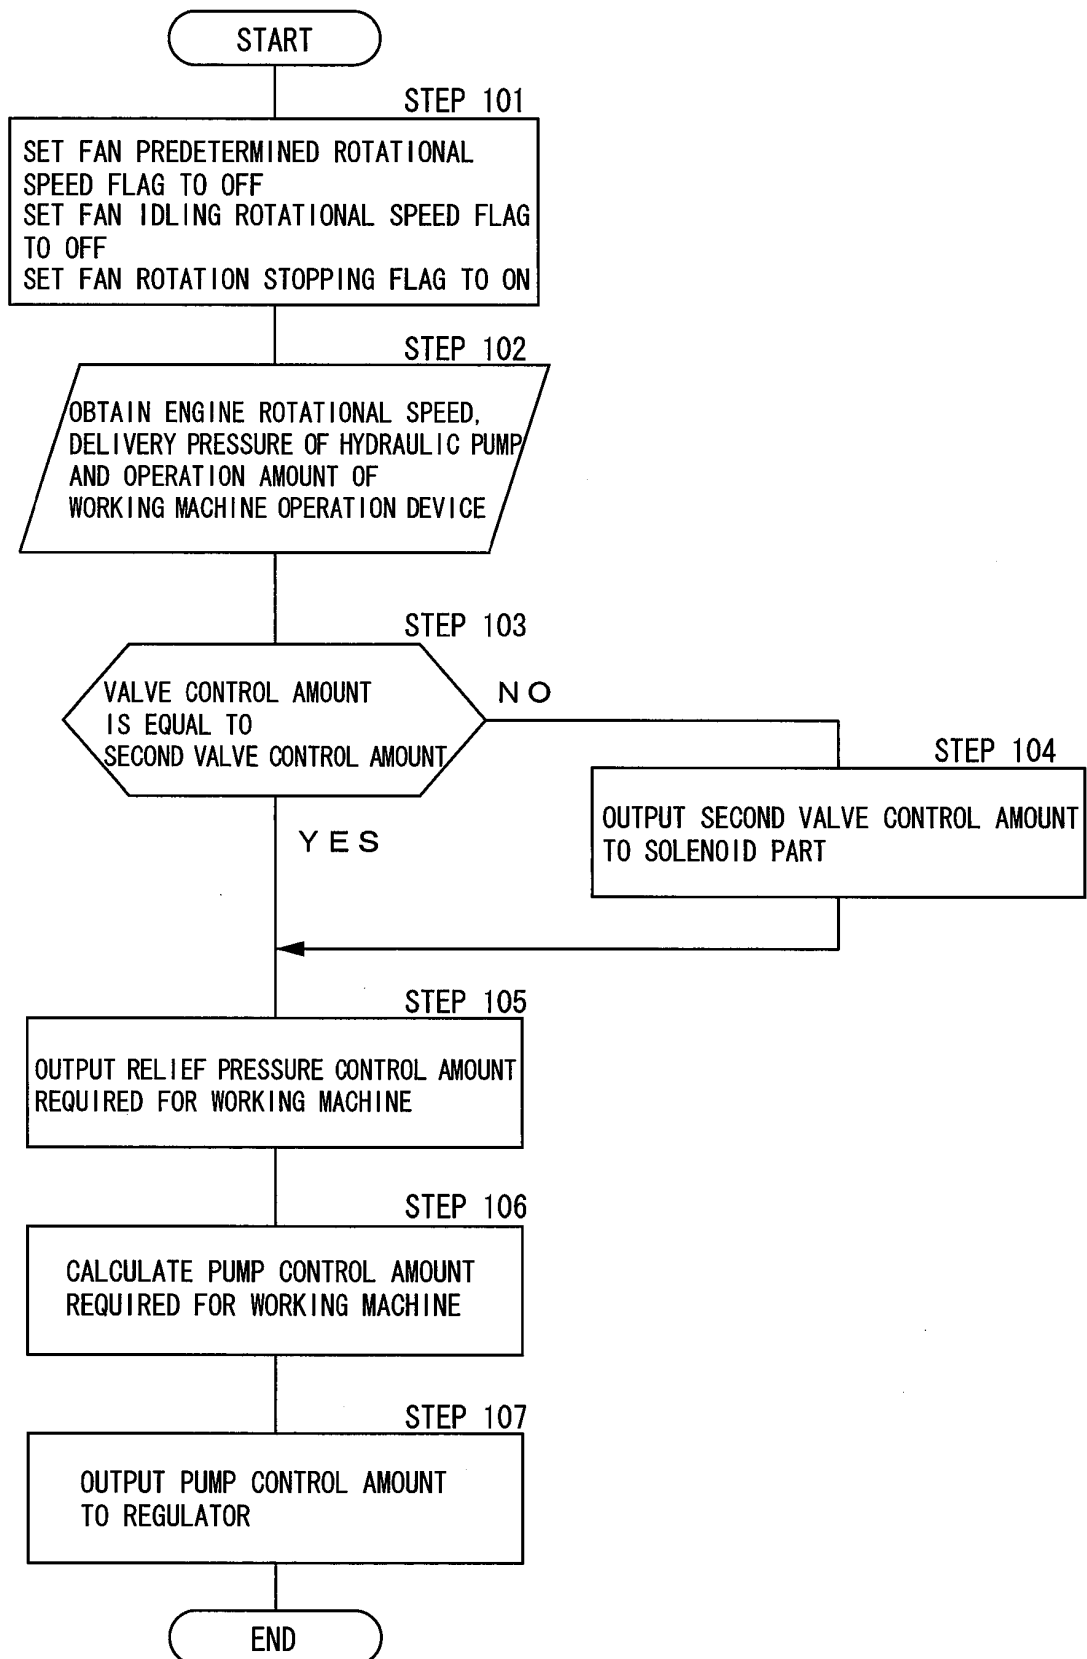 START
STEP 101
SET FAN PREDETERMINED ROTATIONAL
SPEED FLAG TO OFF
SET FAN IDLING ROTATIONAL SPEED FLAG
TO OFF
SET FAN ROTATION STOPPING FLAG TO ON
STEP 102
OBTAIN ENGINE ROTATIONAL SPEED,
DELIVERY PRESSURE OF HYDRAULIC PUMP
AND OPERATION AMOUNT OF
WORKING MACHINE OPERATION DEVICE
STEP 103
VALVE CONTROL AMOUNT
IS EQUAL TO
SECOND VALVE CONTROL AMOUNT
NO
STEP 104
OUTPUT SECOND VALVE CONTROL AMOUNT
TO SOLENOID PART
YES
STEP 105
OUTPUT RELIEF PRESSURE CONTROL AMOUNT
REQUIRED FOR WORKING MACHINE
STEP 106
CALCULATE PUMP CONTROL AMOUNT
REQUIRED FOR WORKING MACHINE
STEP 107
OUTPUT PUMP CONTROL AMOUNT
TO REGULATOR
END